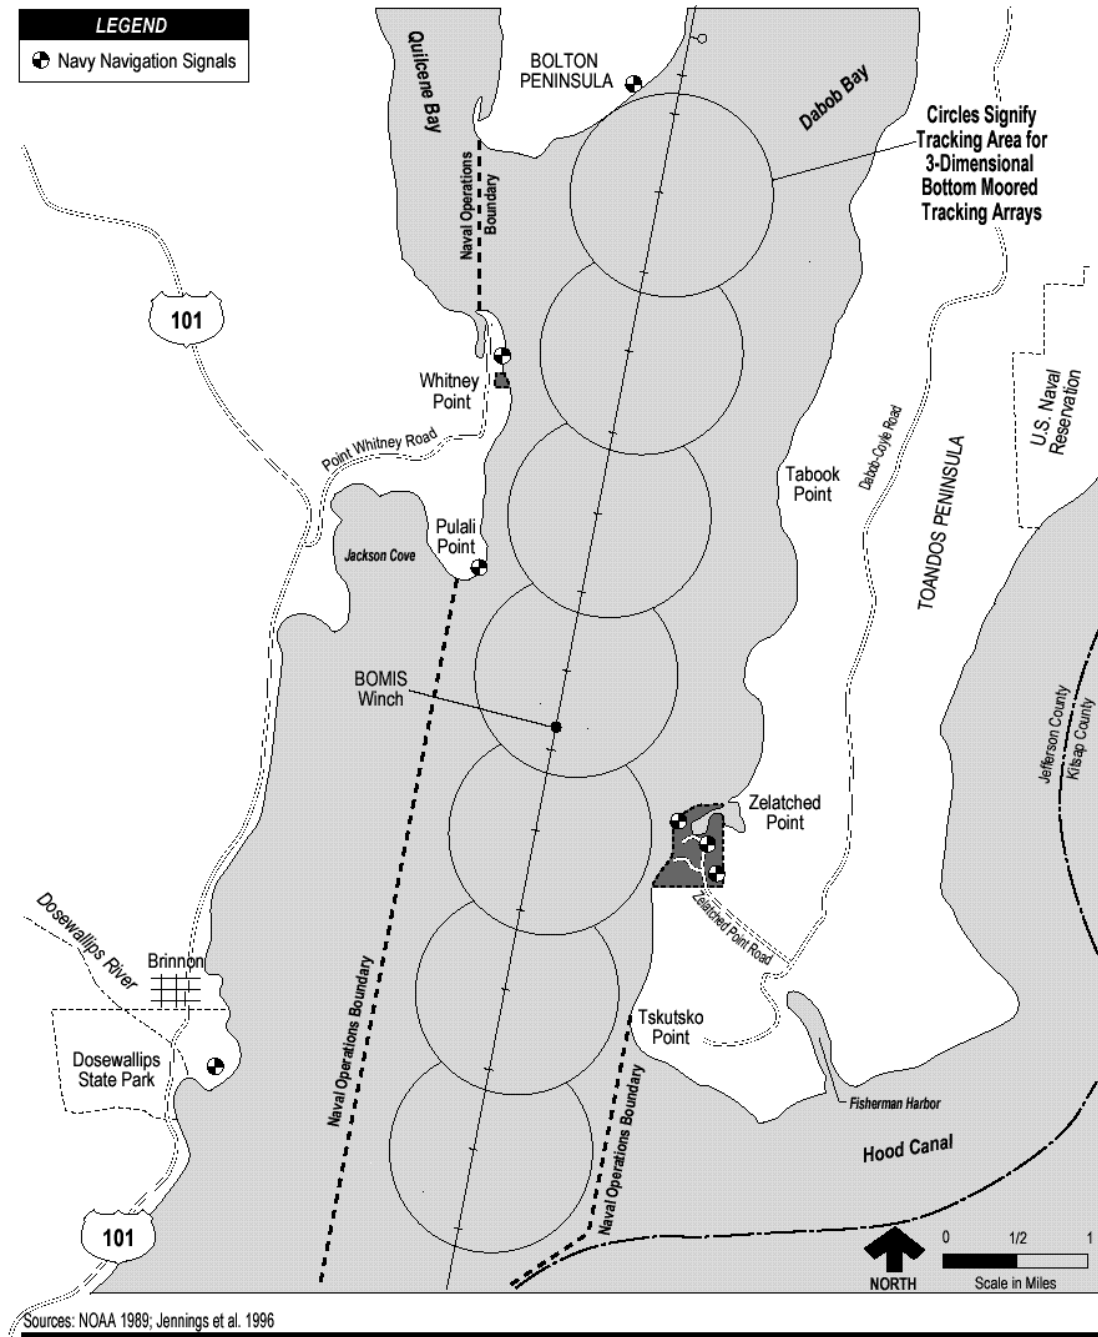 LEGEND
Navy Navigation Signals
Quilcene Bay
BOLTON
PENINSULA
Dabob Bay
Circles Signify
Tracking Area for
3-Dimensional
Bottom Moored
Tracking Arrays
Naval Operations
Boundary
101
Whitney
Point
Point Whitney Road
U.S. Naval
Reservation
Dabob-Coyle Road
TOANDOS PENINSULA
Tabook
Point
Pulali
Point
Jackson Cove
BOMIS
Winch
Jefferson County
Kitsap County
Zelatched
Point
Zelatched Point Road
Dosewallips
River
Brinnon
Naval Operations Boundary
Tskutsko
Point
Dosewallips
State Park
Naval Operations Boundary
Fisherman Harbor
Hood Canal
101
NORTH
0 1/2 1
Scale in Miles
Sources: NOAA 1989; Jennings et al. 1996